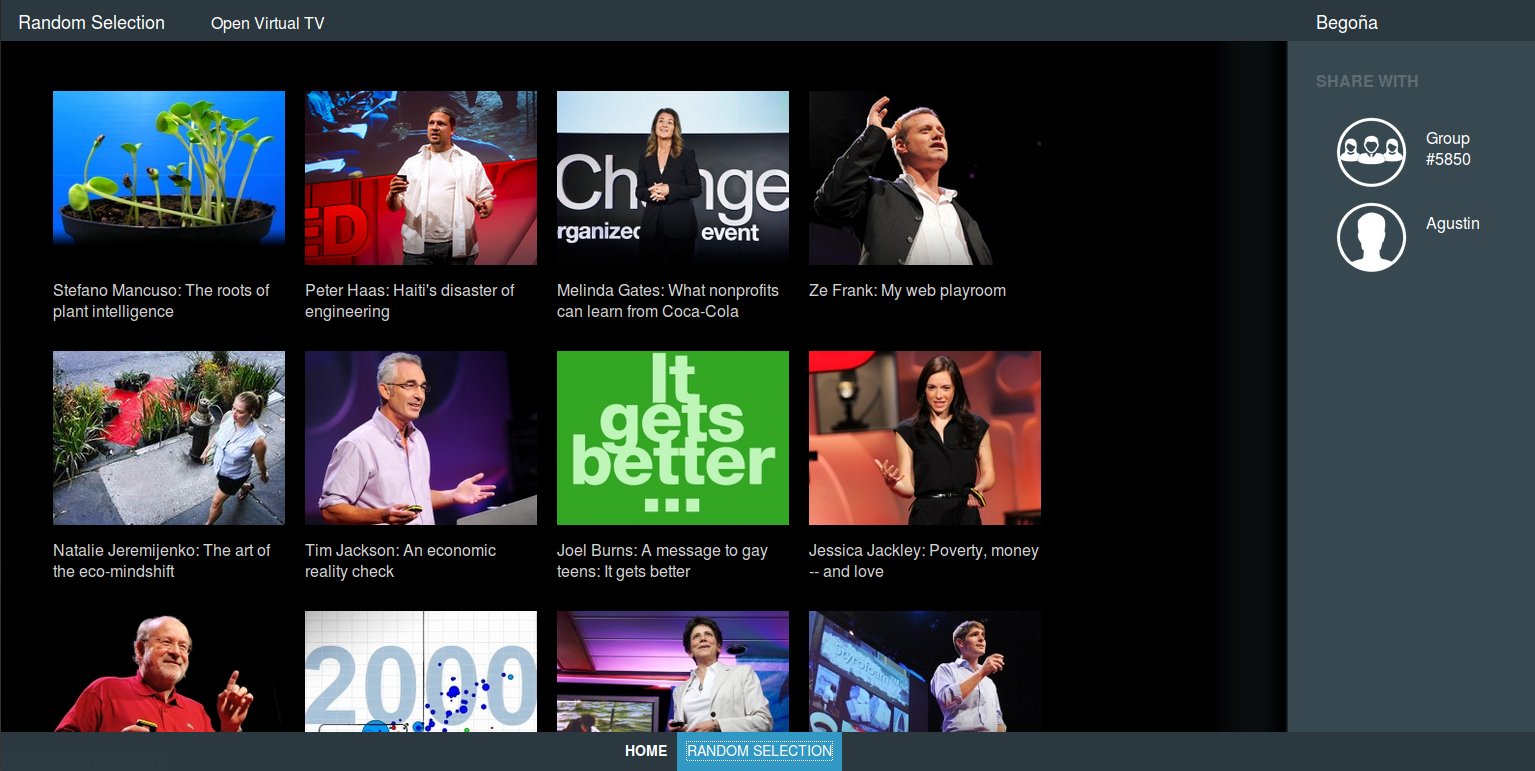 Random Selection
Open Virtual TV
Begoña
SHARE WITH
Group
#5850
Agustin
ED
Change
rganized event
Stefano Mancuso: The roots of
plant intelligence
Peter Haas: Haiti's disaster of
engineering
Melinda Gates: What nonprofits
can learn from Coca-Cola
Ze Frank: My web playroom
It
gets
better
...
Natalie Jeremijenko: The art of
the eco-mindshift
Tim Jackson: An economic
reality check
Joel Burns: A message to gay
teens: It gets better
Jessica Jackley: Poverty, money
-- and love
2000
HOME
RANDOM SELECTION